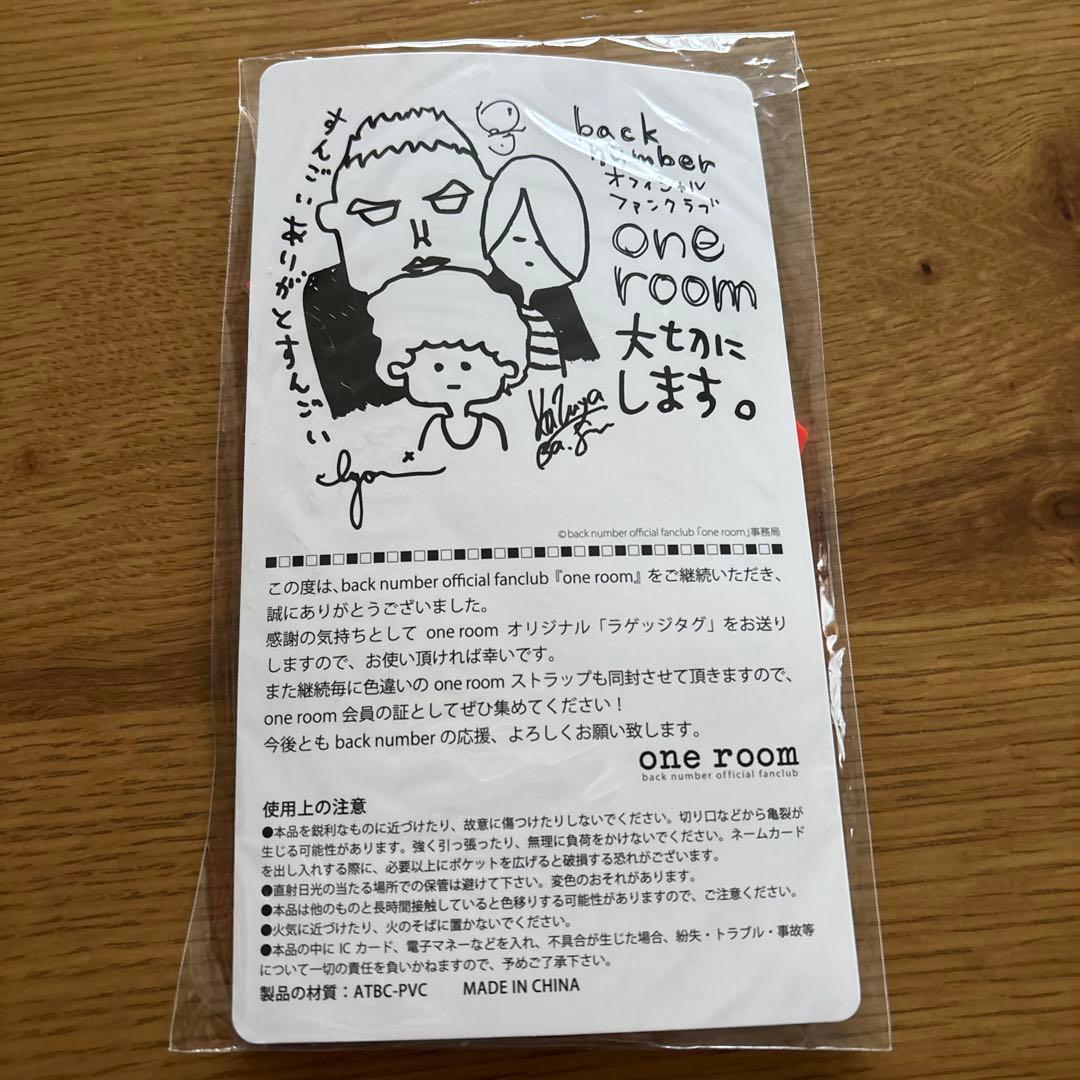 すんごい ありがとすんごい
back
number
オフィシャル
ファンクラブ
one
room
大切に
します。
Kazuya
©back number official fanclub「one room」事務局
この度は、back number official fanclub『one room』をご継続いただき、
誠にありがとうございました。
感謝の気持ちとして one room オリジナル「ラゲッジタグ」をお送り
しますので、お使い頂ければ幸いです。
また継続毎に色違いの one room ストラップも同封させて頂きますので、
one room 会員の証としてぜひ集めてください！
今後とも back number の応援、よろしくお願い致します。
one room
back number official fanclub
使用上の注意
●本品を鋭利なものに近づけたり、故意に傷つけたりしないでください。切り口などから亀裂が
生じる可能性があります。強く引っ張ったり、無理に負荷をかけないでください。ネームカード
を出し入れする際に、必要以上にポケットを広げると破損する恐れがございます。
●直射日光の当たる場所での保管は避けて下さい。変色のおそれがあります。
●本品は他のものと長時間接触していると色移りする可能性がありますので、ご注意ください。
●火気に近づけたり、火のそばに置かないでください。
●本品の中に IC カード、電子マネーなどを入れ、不具合が生じた場合、紛失・トラブル・事故等
について一切の責任を負いかねますので、予めご了承下さい。
製品の材質：ATBC-PVC MADE IN CHINA